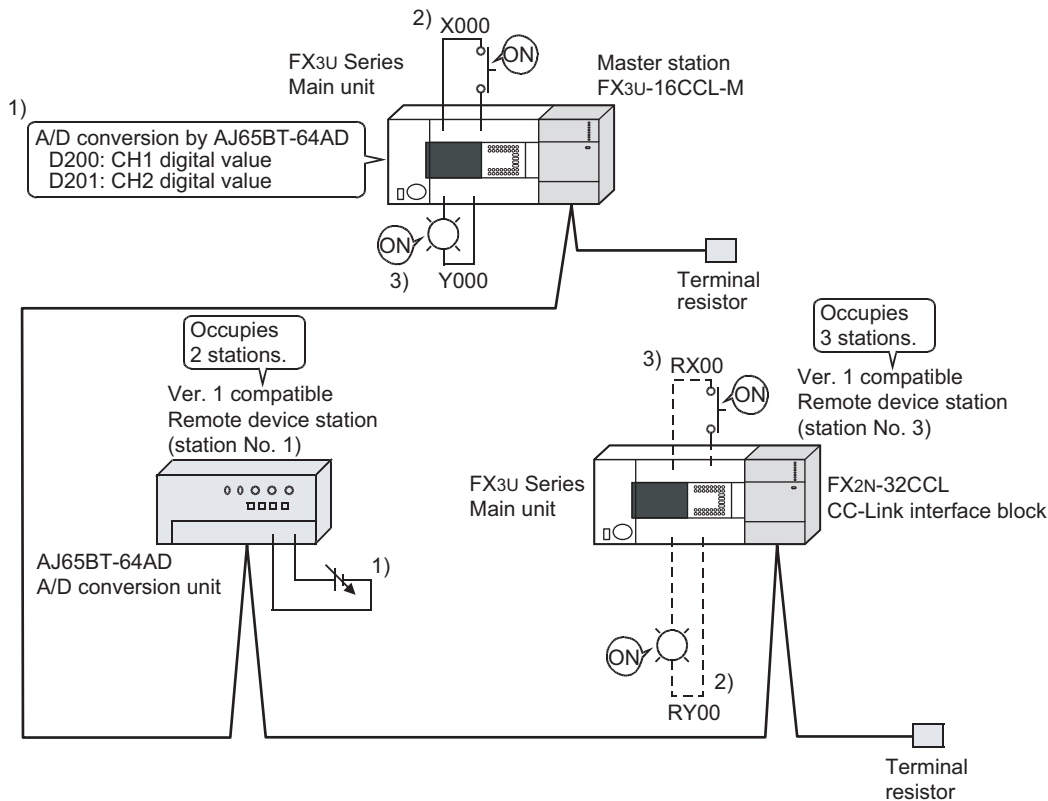 2) X000
ON
FX3U Series
Main unit
Master station
FX3U-16CCL-M
1)
A/D conversion by AJ65BT-64AD
D200: CH1 digital value
D201: CH2 digital value
ON
3) Y000
Terminal
resistor
Occupies
2 stations.
Ver. 1 compatible
Remote device station
(station No. 1)
AJ65BT-64AD
A/D conversion unit
1)
Occupies
3 stations.
Ver. 1 compatible
Remote device station
(station No. 3)
3) RX00
ON
FX3U Series
Main unit
FX2N-32CCL
CC-Link interface block
ON
2)
RY00
Terminal
resistor